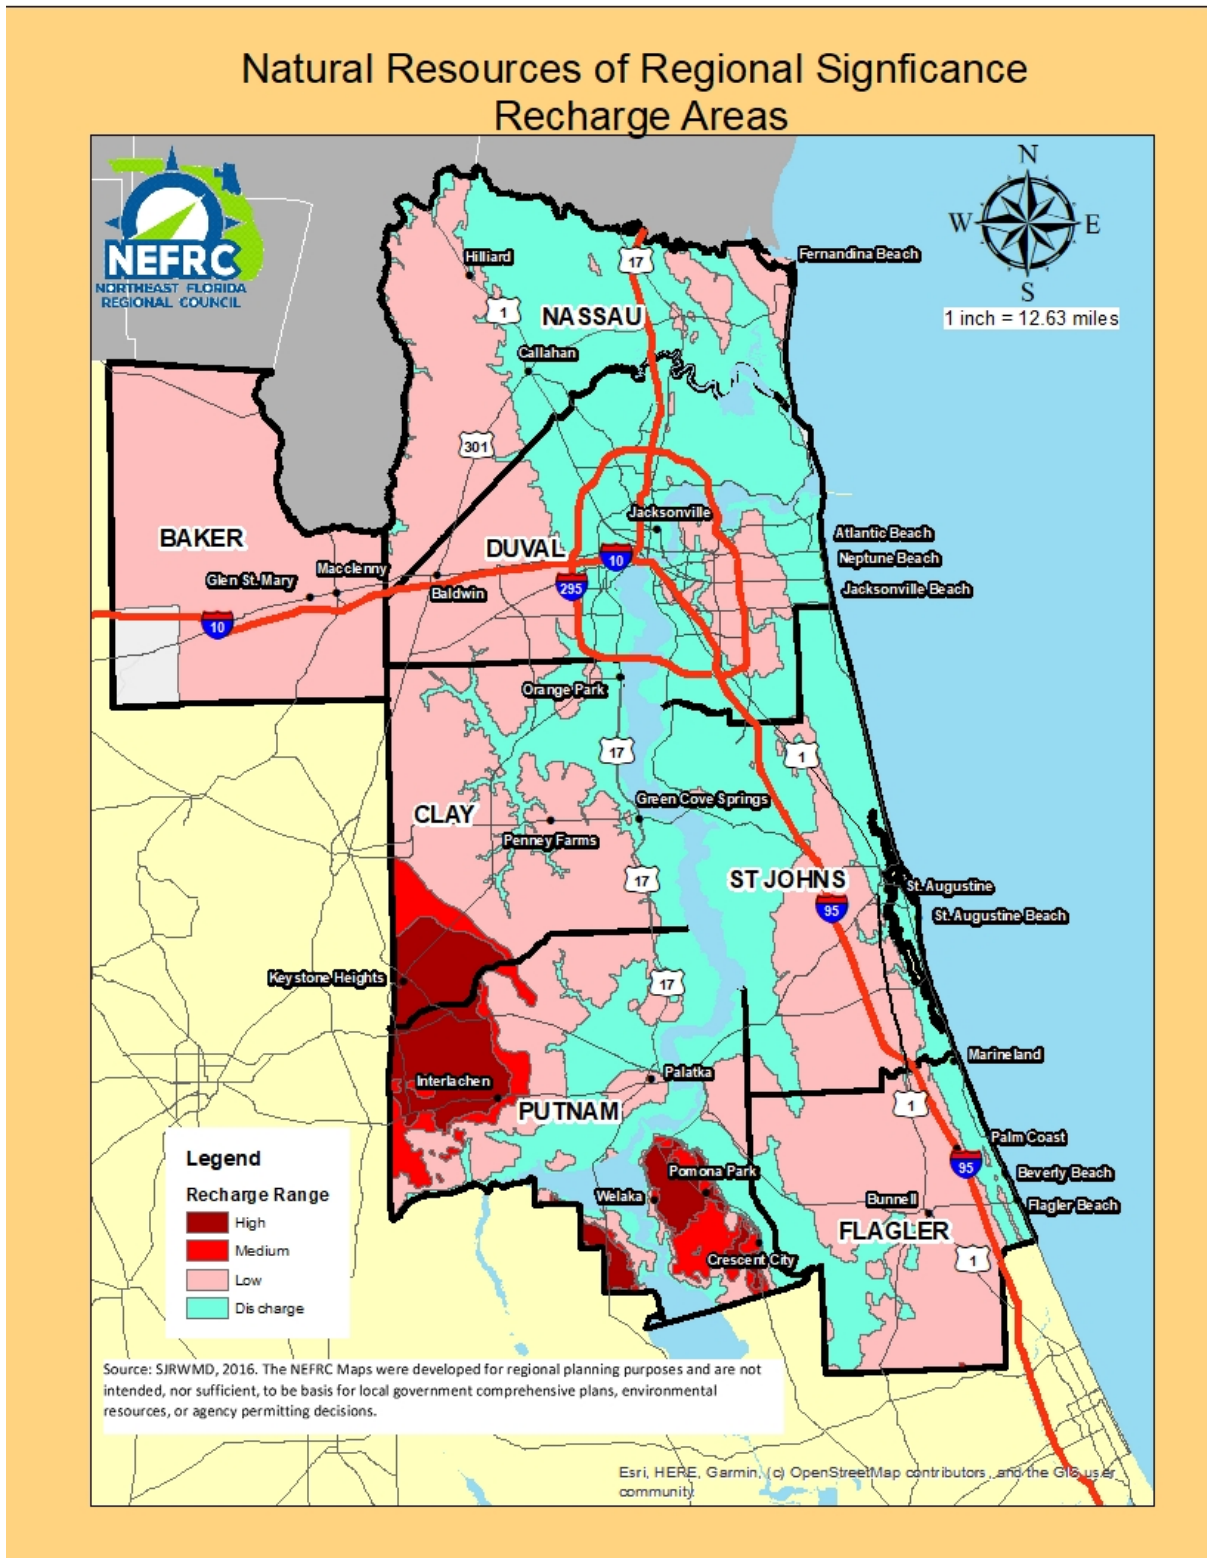 Natural Resources of Regional Signficance
Recharge Areas
NEFRC
NORTHEAST FLORIDA
REGIONAL COUNCIL
N
W
E
S
1 inch = 12.63 miles
Fernandina Beach
Hilliard
17
1
NASSAU
Callahan
301
Jacksonville
BAKER
DUVAL
Atlantic Beach
Neptune Beach
10
Macclenny
Glen St. Mary
295
Baldwin
Jacksonville Beach
10
Orange Park
17
1
CLAY
Green Cove Springs
Penney Farms
17
ST JOHNS
St. Augustine
95
St. Augustine Beach
Keystone Heights
17
Marineland
Interlachen
Palatka
PUTNAM
1
Palm Coast
95
Pomona Park
Beverly Beach
Welaka
Bunnell
Flagler Beach
FLAGLER
Crescent City
1
Legend
Recharge Range
High
Medium
Low
Discharge
Source: SJRWMD, 2016. The NEFRC Maps were developed for regional planning purposes and are not
intended, nor sufficient, to be basis for local government comprehensive plans, environmental
resources, or agency permitting decisions.
Esri, HERE, Garmin, (c) OpenStreetMap contributors, and the GIS user
community